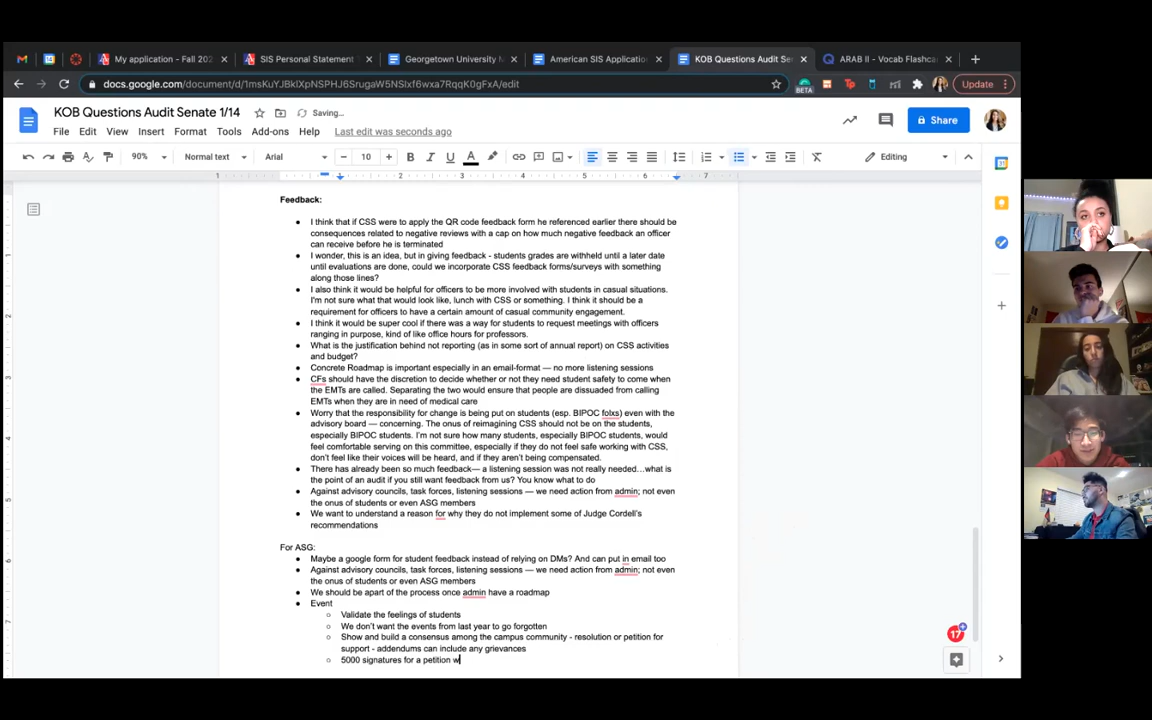 My application - Fall 202
SIS Personal Statement
Georgetown University M
American SIS Applicatio
KOB Questions Audit Se
ARAB II - Vocab Flashcar
docs.google.com/document/d/1msKuYJBklXpNSPHJ6SrugaW5NSlxf6wxa7RqqK0gFxA/edit
BETA
Update
KOB Questions Audit Senate 1/14
Saving...
File Edit View Insert Format Tools Add-ons Help Last edit was seconds ago
Share
90% Normal text Arial 10 Editing
1 1 2 3 4 5 6 7
Feedback:
● I think that if CSS were to apply the QR code feedback form he referenced earlier there should be
consequences related to negative reviews with a cap on how much negative feedback an officer
can receive before he is terminated
● I wonder, this is an idea, but in giving feedback - students grades are withheld until a later date
until evaluations are done, could we incorporate CSS feedback forms/surveys with something
along those lines?
● I also think it would be helpful for officers to be more involved with students in casual situations.
I'm not sure what that would look like, lunch with CSS or something. I think it should be a
requirement for officers to have a certain amount of casual community engagement.
● I think it would be super cool if there was a way for students to request meetings with officers
ranging in purpose, kind of like office hours for professors.
● What is the justification behind not reporting (as in some sort of annual report) on CSS activities
and budget?
● Concrete Roadmap is important especially in an email-format — no more listening sessions
● CFs should have the discretion to decide whether or not they need student safety to come when
the EMTs are called. Separating the two would ensure that people are dissuaded from calling
EMTs when they are in need of medical care
● Worry that the responsibility for change is being put on students (esp. BIPOC folxs) even with the
advisory board — concerning. The onus of reimagining CSS should not be on the students,
especially BIPOC students. I'm not sure how many students, especially BIPOC students, would
feel comfortable serving on this committee, especially if they do not feel safe working with CSS,
don't feel like their voices will be heard, and if they aren't being compensated.
● There has already been so much feedback— a listening session was not really needed…what is
the point of an audit if you still want feedback from us? You know what to do
● Against advisory councils, task forces, listening sessions — we need action from admin; not even
the onus of students or even ASG members
● We want to understand a reason for why they do not implement some of Judge Cordell's
recommendations
For ASG:
● Maybe a google form for student feedback instead of relying on DMs? And can put in email too
● Against advisory councils, task forces, listening sessions — we need action from admin; not even
the onus of students or even ASG members
● We should be apart of the process once admin have a roadmap
● Event
○ Validate the feelings of students
○ We don't want the events from last year to go forgotten
○ Show and build a consensus among the campus community - resolution or petition for
support - addendums can include any grievances
○ 5000 signatures for a petition w
17